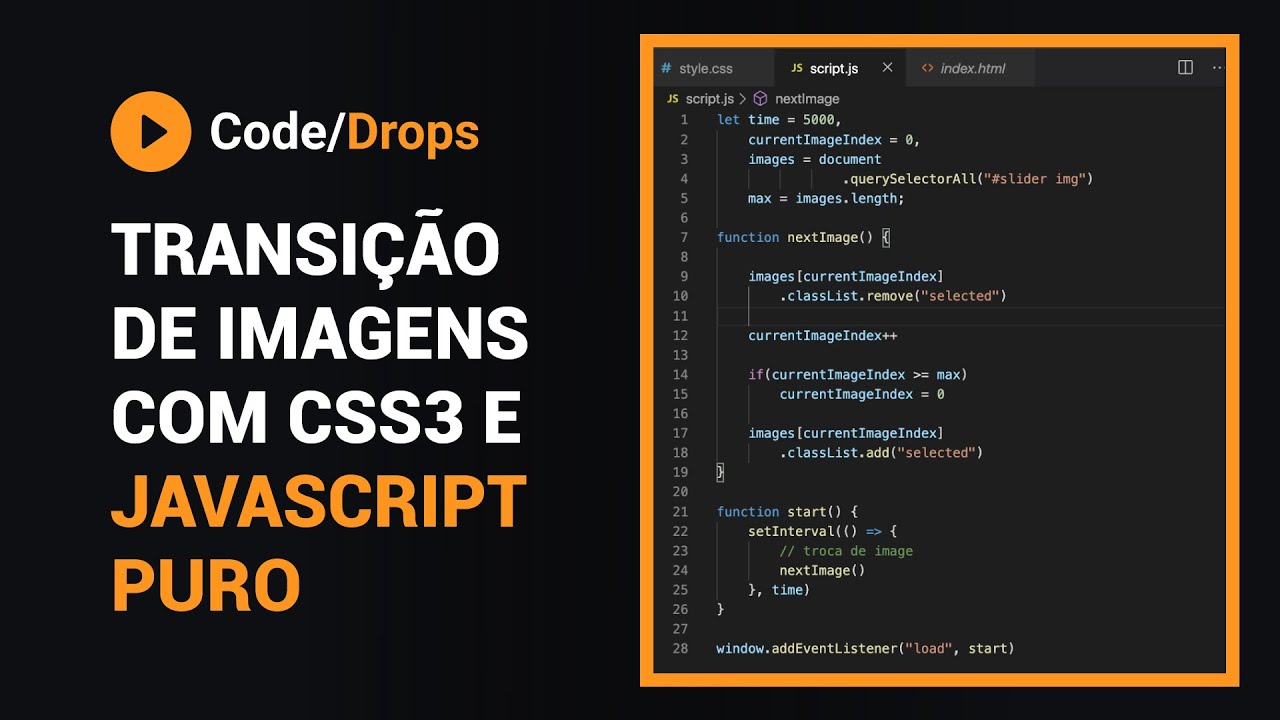 Code/Drops
TRANSIÇÃO
DE IMAGENS
COM CSS3 E
JAVASCRIPT
PURO
# style.css JS script.js × <> index.html ...
JS script.js > nextImage
1 let time = 5000,
2 currentImageIndex = 0,
3 images = document
4 .querySelectorAll("#slider img")
5 max = images.length;
6
7 function nextImage() {
8
9 images[currentImageIndex]
10 .classList.remove("selected")
11
12 currentImageIndex++
13
14 if(currentImageIndex >= max)
15 currentImageIndex = 0
16
17 images[currentImageIndex]
18 .classList.add("selected")
19 }
20
21 function start() {
22 setInterval(() => {
23 // troca de image
24 nextImage()
25 }, time)
26 }
27
28 window.addEventListener("load", start)